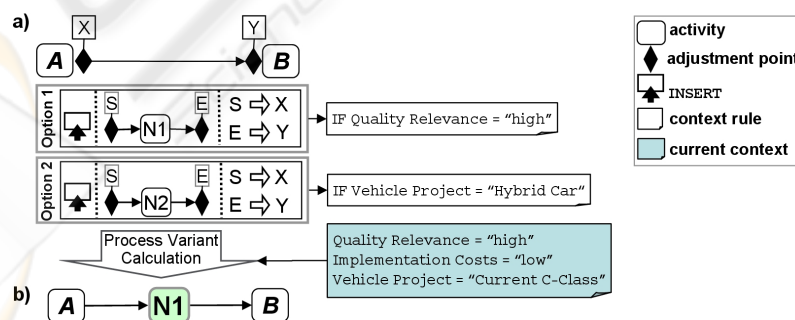 a)
X
Y
A
B
Option 1
S
N1
E
S ⇨ X
E ⇨ Y
IF Quality Relevance = “high”
Option 2
S
N2
E
S ⇨ X
E ⇨ Y
IF Vehicle Project = “Hybrid Car”
Process Variant
Calculation
Quality Relevance = “high”
Implementation Costs = “low”
Vehicle Project = “Current C-Class”
b)
A
N1
B
activity
adjustment point
INSERT
context rule
current context